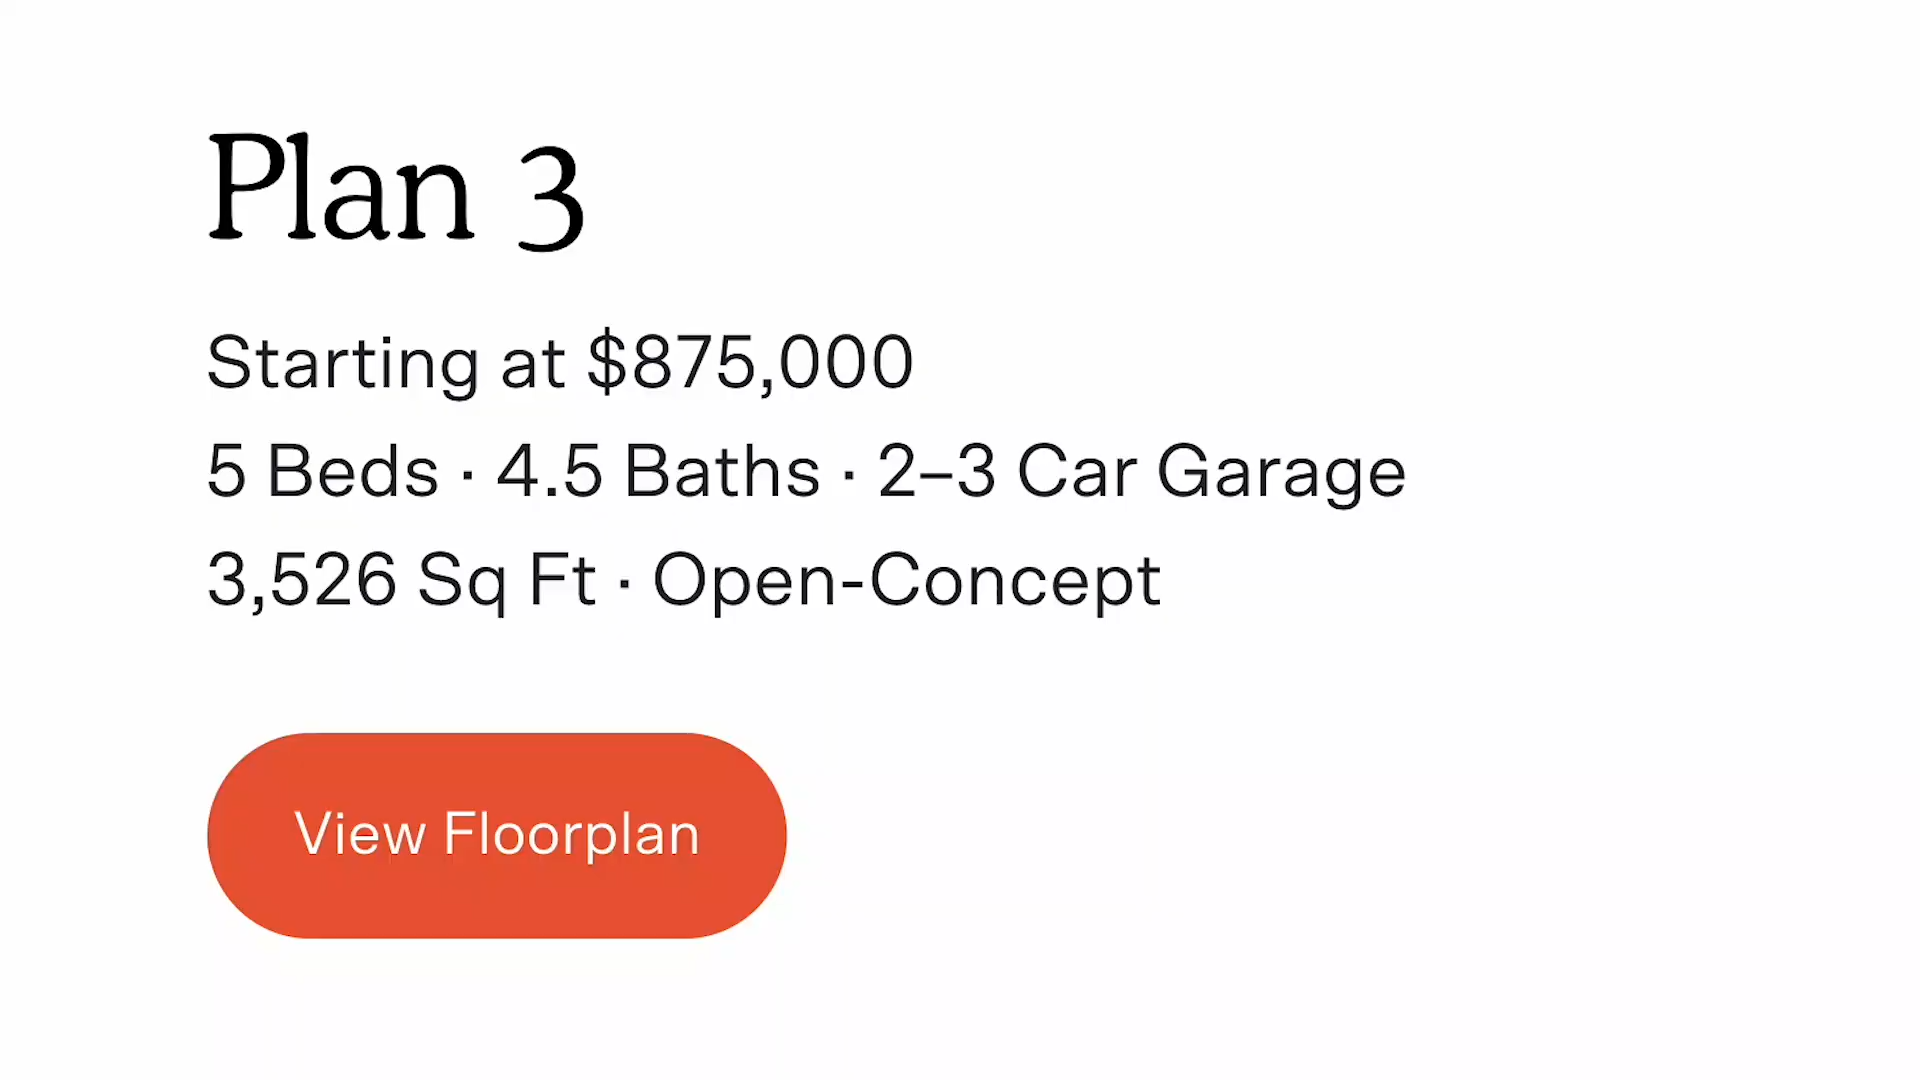 Plan 3
Starting at $875,000
5 Beds · 4.5 Baths · 2–3 Car Garage
3,526 Sq Ft · Open-Concept
View Floorplan